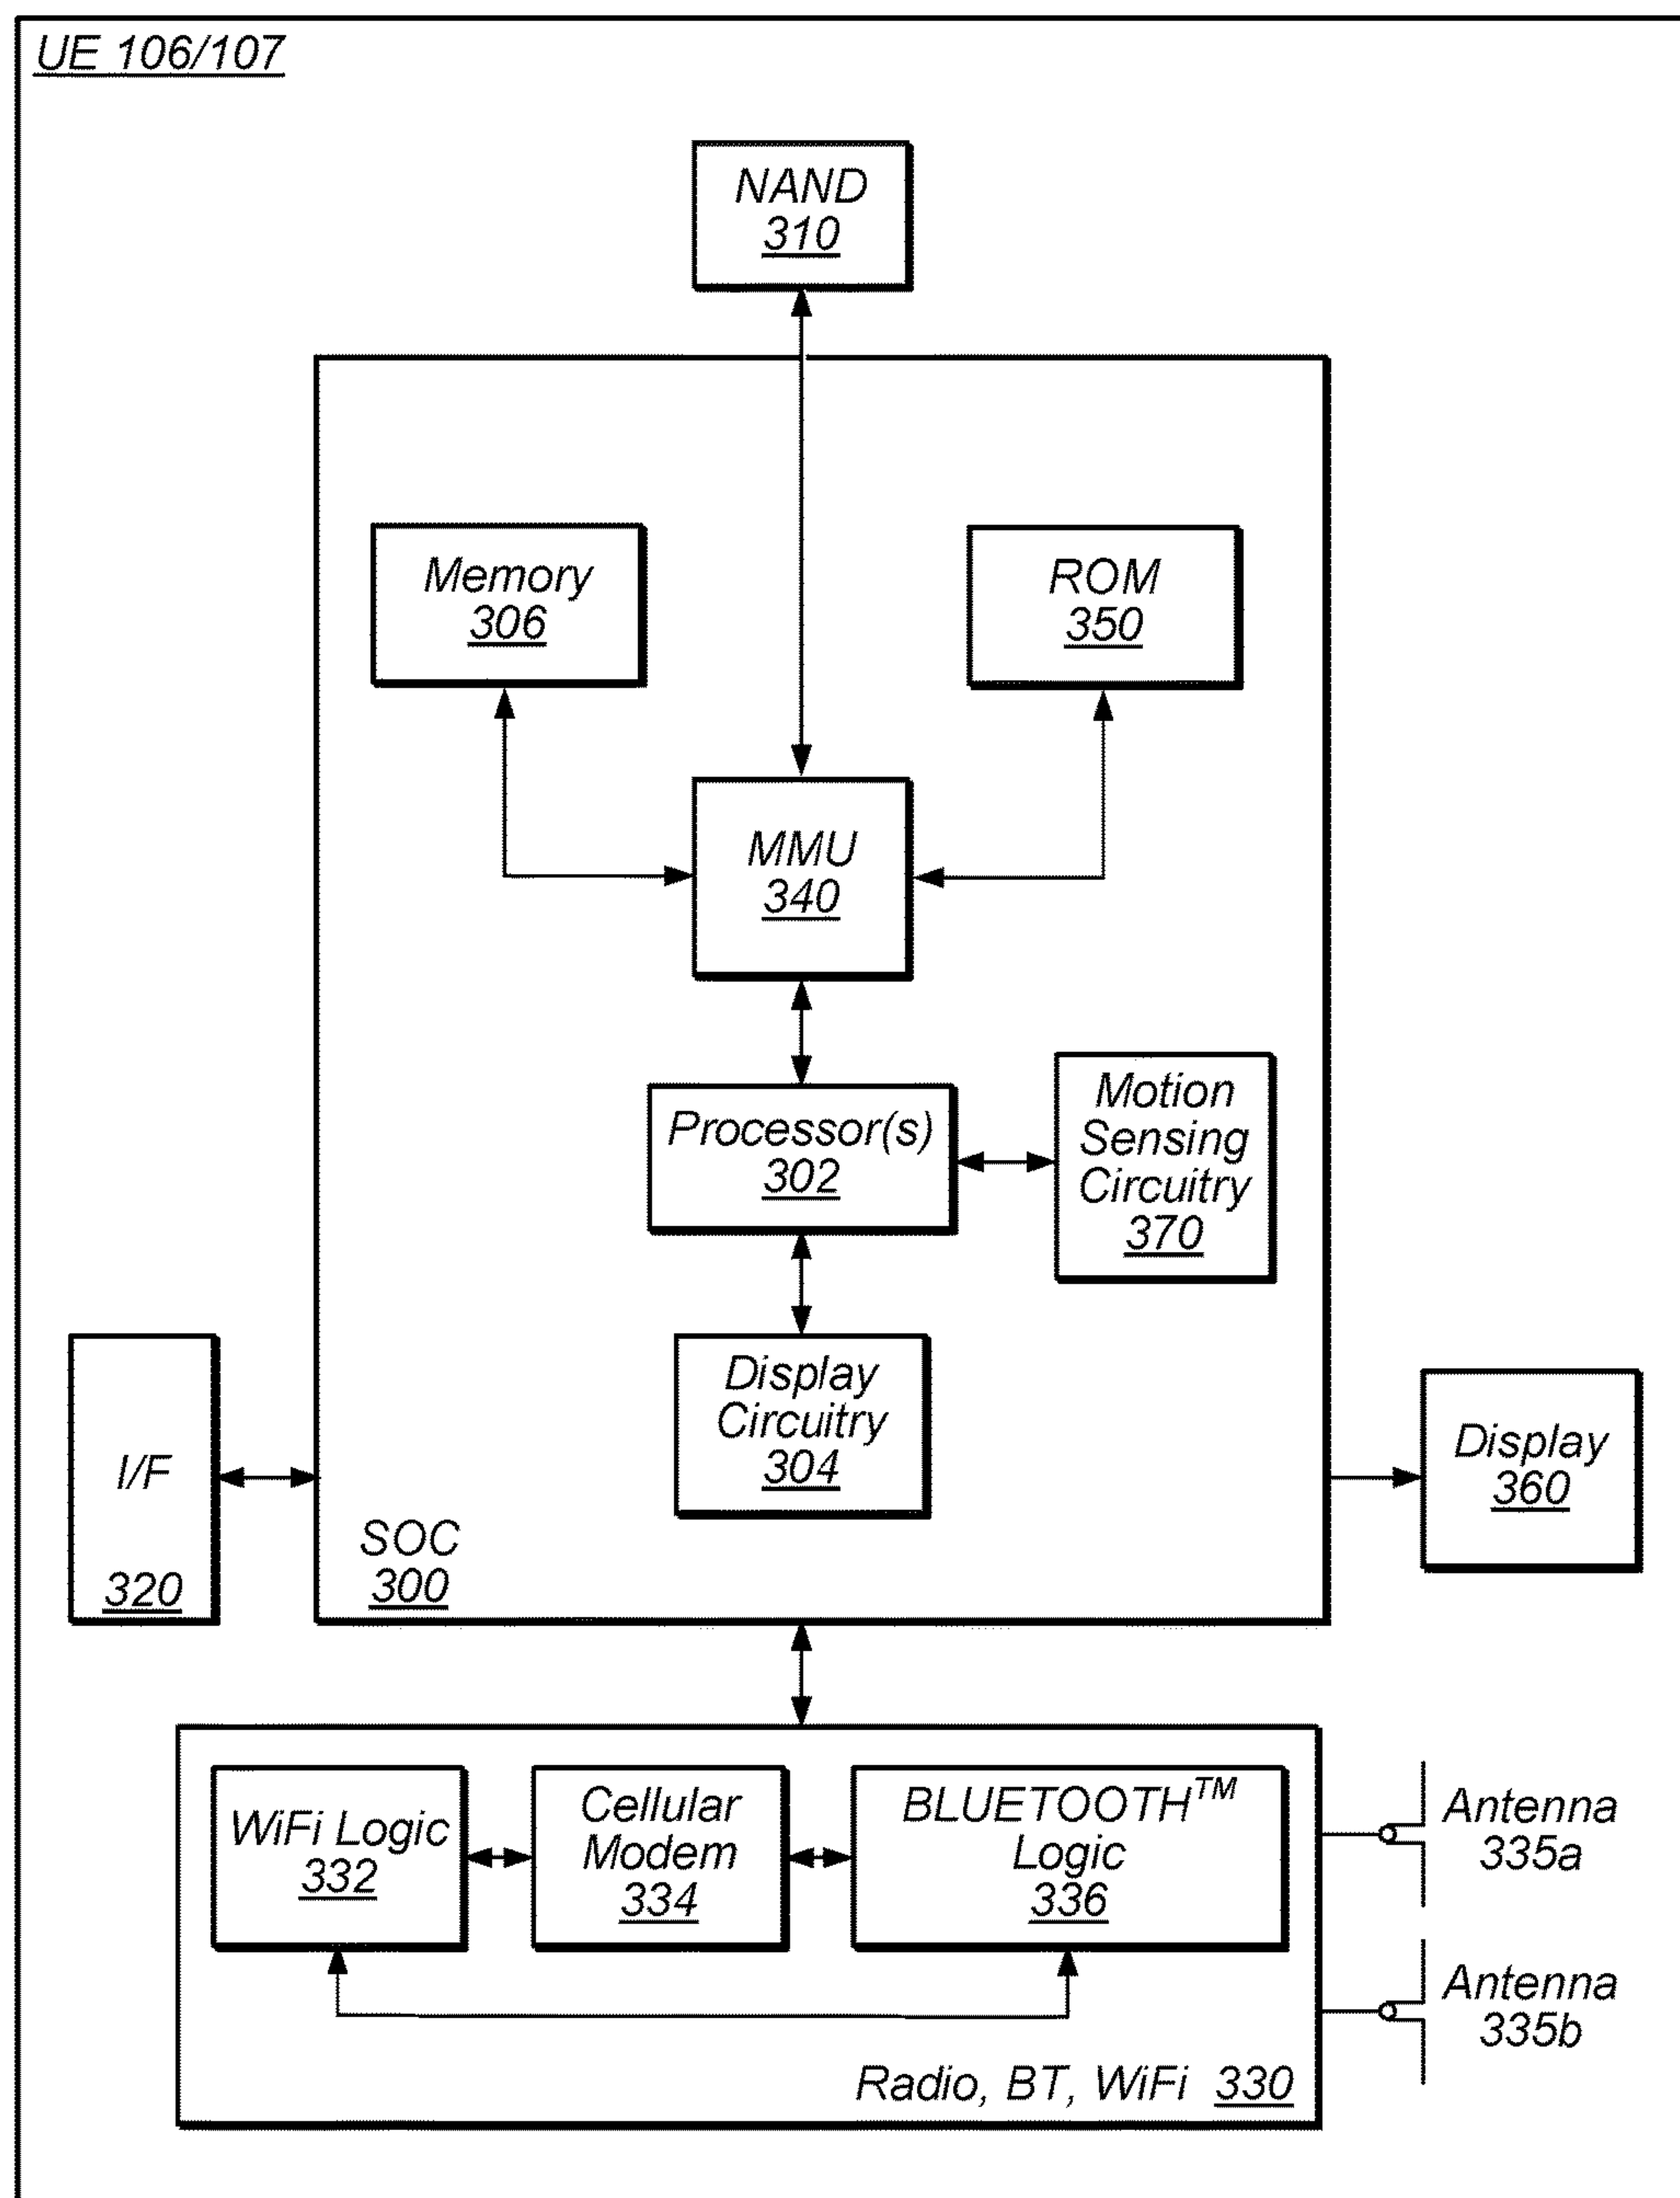 UE 106/107
NAND
310
Memory
306
ROM
350
MMU
340
Processor(s)
302
Motion
Sensing
Circuitry
370
Display
Circuitry
304
I/F
320
SOC
300
Display
360
WiFi Logic
332
Cellular
Modem
334
BLUETOOTH™
Logic
336
Antenna
335a
Antenna
335b
Radio, BT, WiFi 330